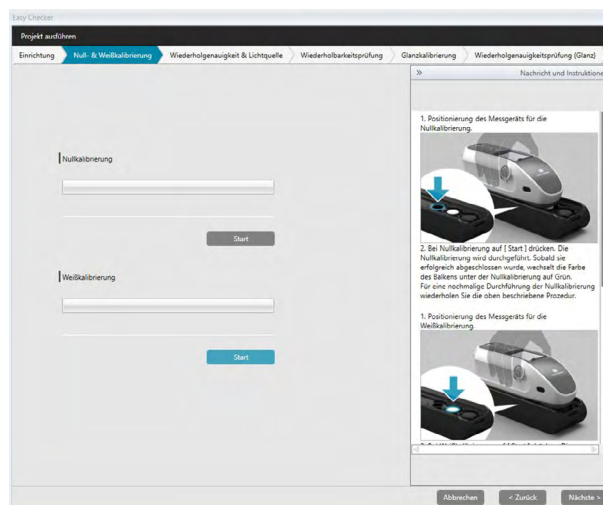 Easy Checker
Projekt ausführen
Einrichtung Null- & Weißkalibrierung Wiederholgenauigkeit & Lichtquelle Wiederholbarkeitsprüfung Glanzkalibrierung Wiederholgenauigkeitsprüfung (Glanz)
Nullkalibrierung
Start
Weißkalibrierung
Start
» Nachricht und Instruktione
1. Positionierung des Messgeräts für die
Nullkalibrierung.
2. Bei Nullkalibrierung auf [ Start ] drücken. Die
Nullkalibrierung wird durchgeführt. Sobald sie
erfolgreich abgeschlossen wurde, wechselt die Farbe
des Balkens unter der Nullkalibrierung auf Grün.
Für eine nochmalige Durchführung der Nullkalibrierung
wiederholen Sie die oben beschriebene Prozedur.
1. Positionierung des Messgeräts für die
Weißkalibrierung.
Abbrechen < Zurück Nächste >